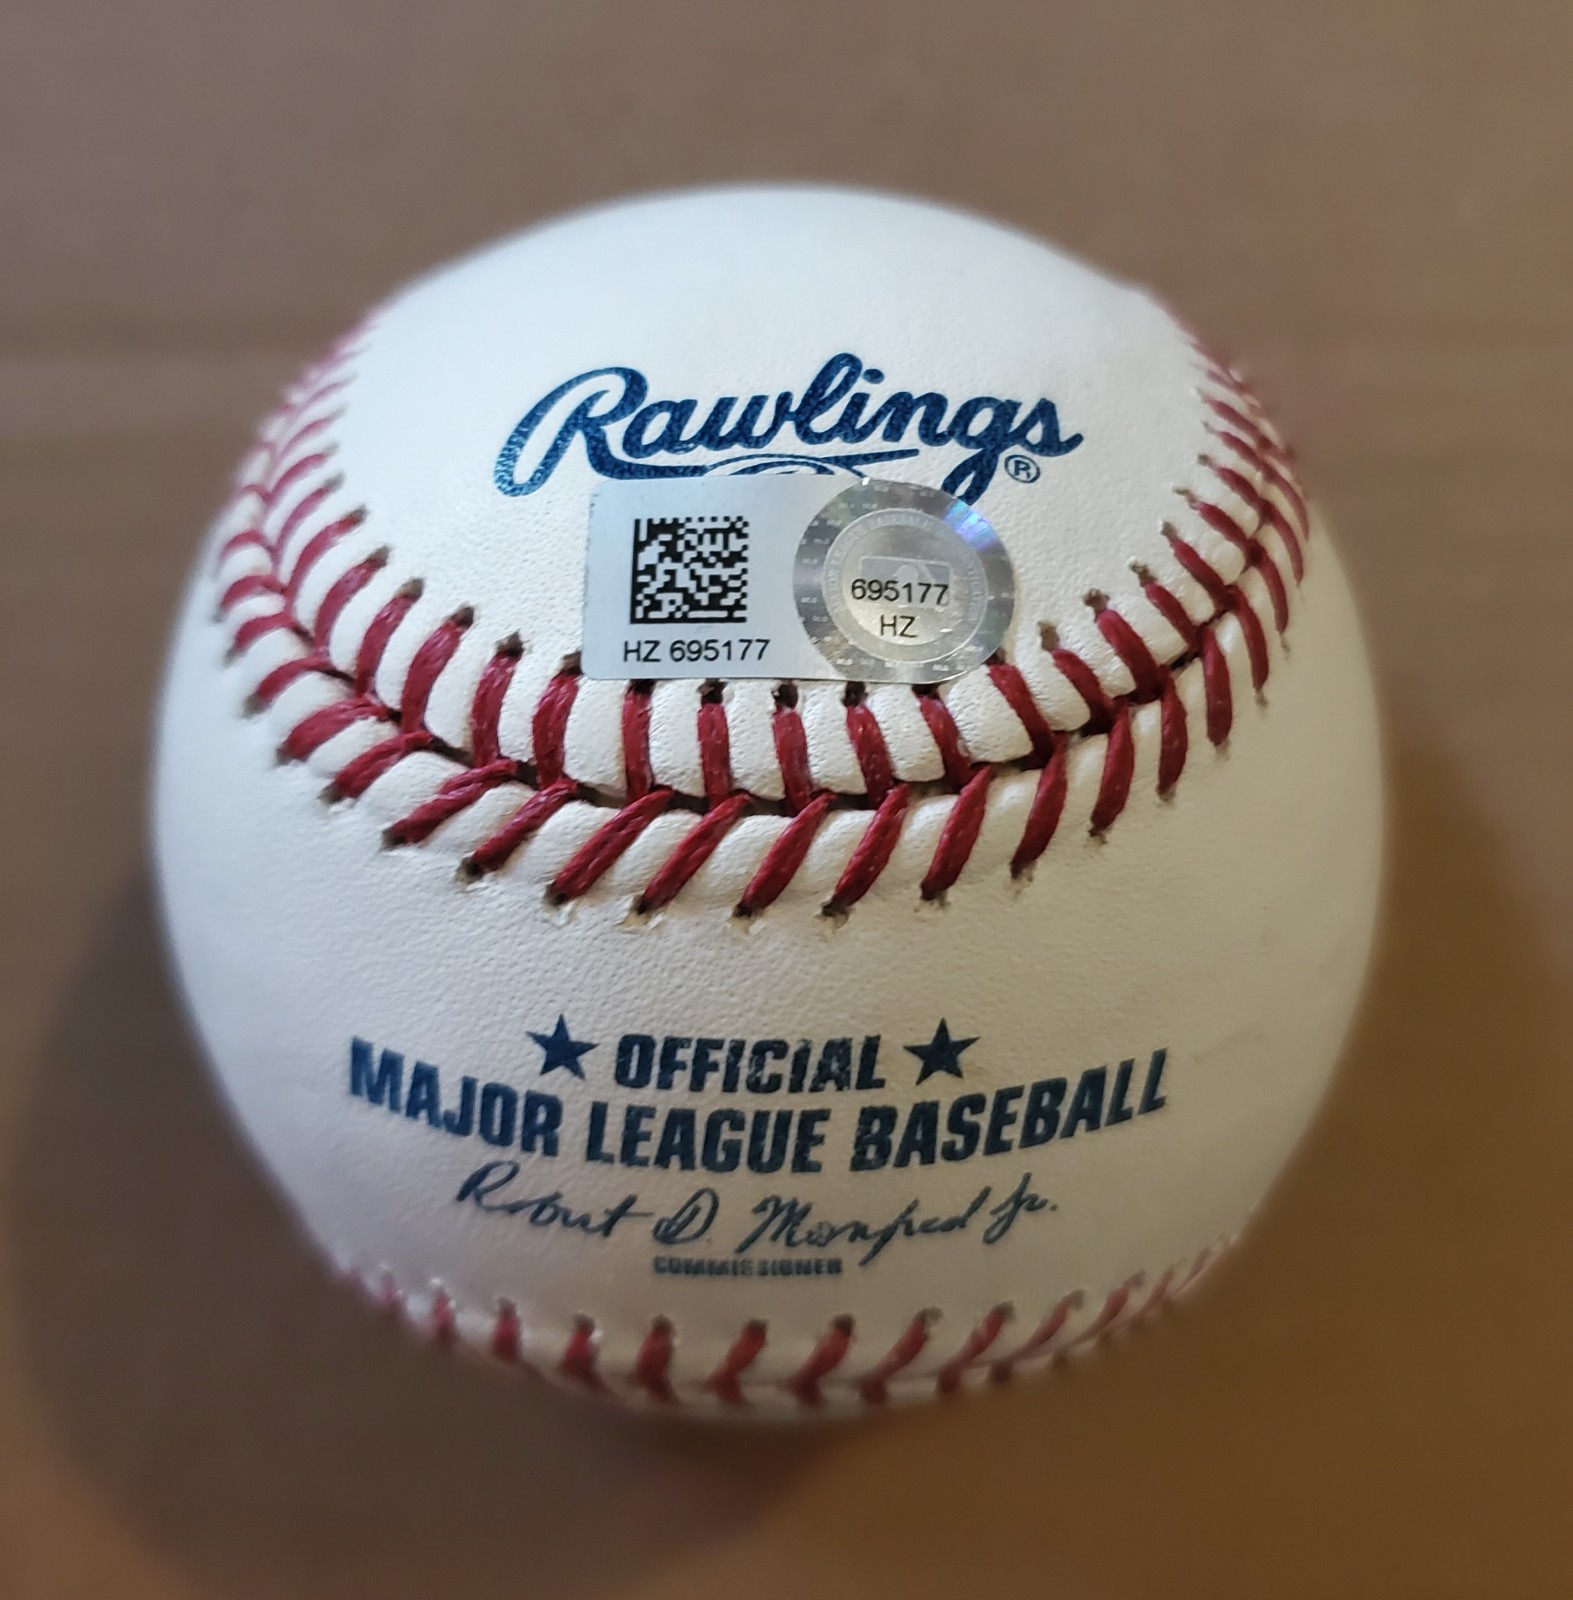 Rawlings®
HZ 695177
695177
HZ
★ OFFICIAL ★
MAJOR LEAGUE BASEBALL
Robert D. Manfred Jr.
COMMISSIONER